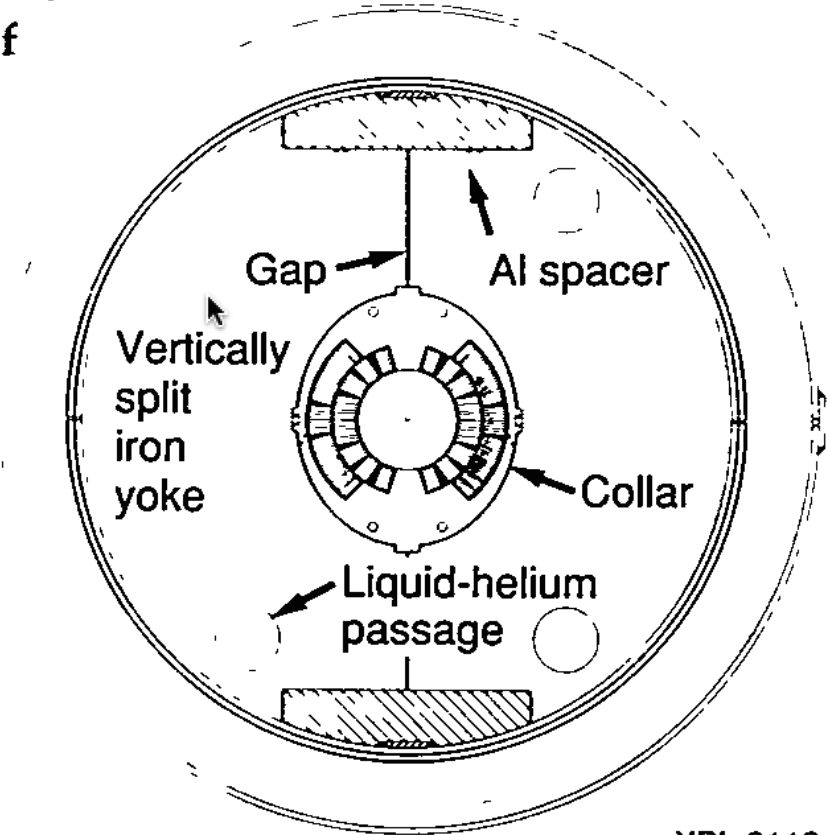 f
Gap
Al spacer
Vertically
split
iron
yoke
Collar
Liquid-helium
passage